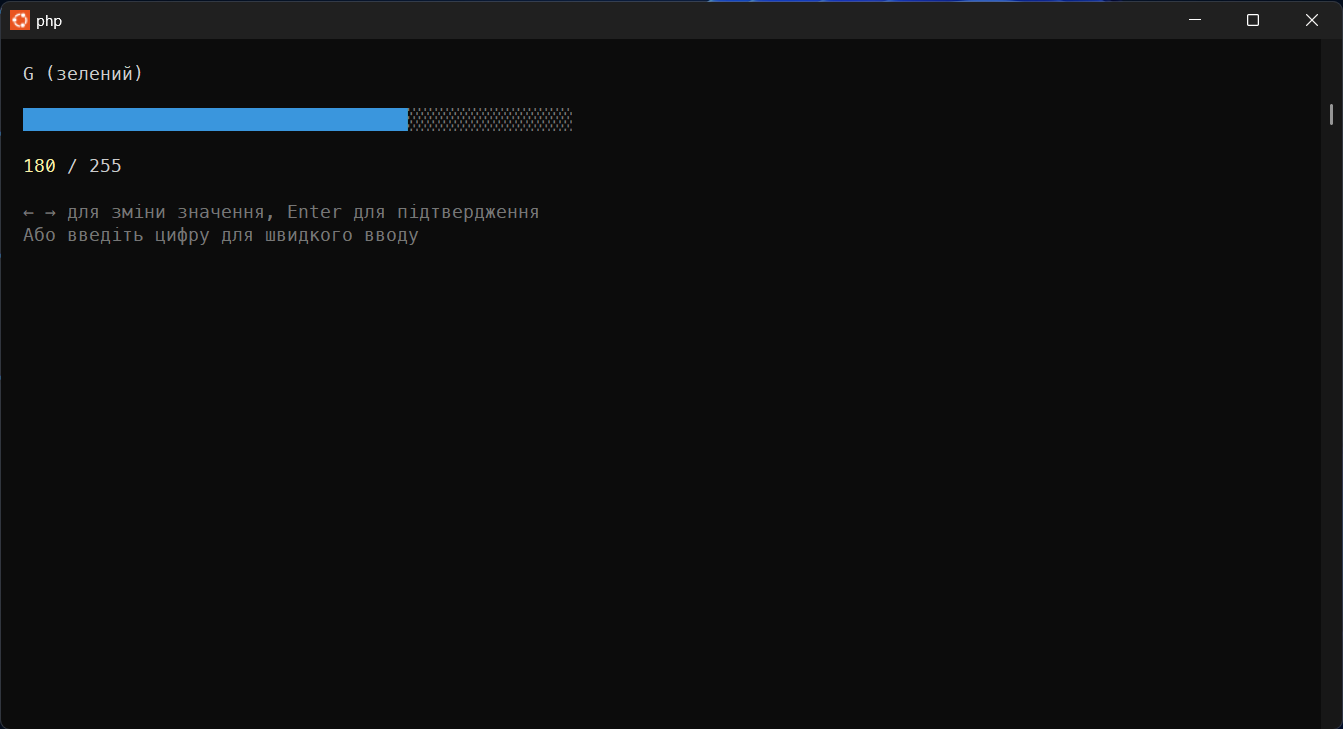 php
G (зелений)
180 / 255
← → для зміни значення, Enter для підтвердження
Або введіть цифру для швидкого вводу